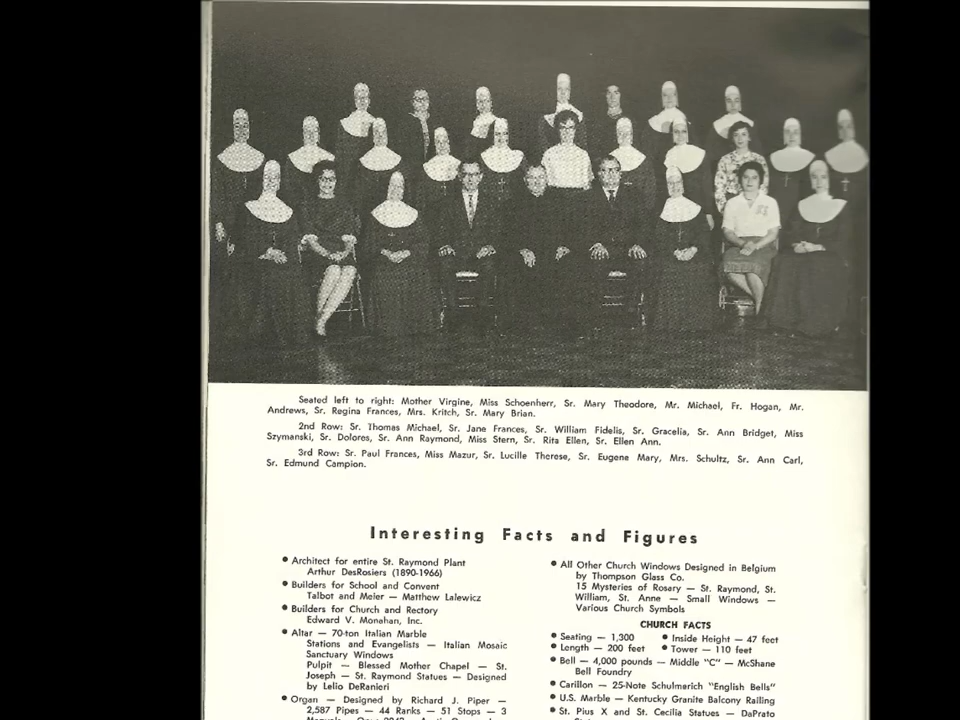 Seated left to right: Mother Virgine, Miss Schoenherr, Sr. Mary Theodore, Mr. Michael, Fr. Hogan, Mr.
Andrews, Sr. Regina Frances, Mrs. Kritch, Sr. Mary Brian.
2nd Row: Sr. Thomas Michael, Sr. Jane Frances, Sr. William Fidelis, Sr. Gracelia, Sr. Ann Bridget, Miss
Szymanski, Sr. Dolores, Sr. Ann Raymond, Miss Stern, Sr. Rita Ellen, Sr. Ellen Ann.
3rd Row: Sr. Paul Frances, Miss Mazur, Sr. Lucille Therese, Sr. Eugene Mary, Mrs. Schultz, Sr. Ann Carl,
Sr. Edmund Campion.
Interesting Facts and Figures
• Architect for entire St. Raymond Plant
Arthur DesRosiers (1890-1966)
• Builders for School and Convent
Talbot and Meier — Matthew Lalewicz
• Builders for Church and Rectory
Edward V. Monahan, Inc.
• Altar — 70-ton Italian Marble
Stations and Evangelists — Italian Mosaic
Sanctuary Windows
Pulpit — Blessed Mother Chapel — St.
Joseph — St. Raymond Statues — Designed
by Lelio DeRanieri
• Organ — Designed by Richard J. Piper —
2,587 Pipes — 44 Ranks — 51 Stops — 3
• All Other Church Windows Designed in Belgium
by Thompson Glass Co.
15 Mysteries of Rosary — St. Raymond, St.
William, St. Anne — Small Windows —
Various Church Symbols
CHURCH FACTS
• Seating — 1,300 • Inside Height — 47 feet
• Length — 200 feet • Tower — 110 feet
• Bell — 4,000 pounds — Middle "C" — McShane
Bell Foundry
• Carillon — 25-Note Schulmerich "English Bells"
• U.S. Marble — Kentucky Granite Balcony Railing
• St. Pius X and St. Cecilia Statues — DaPrato